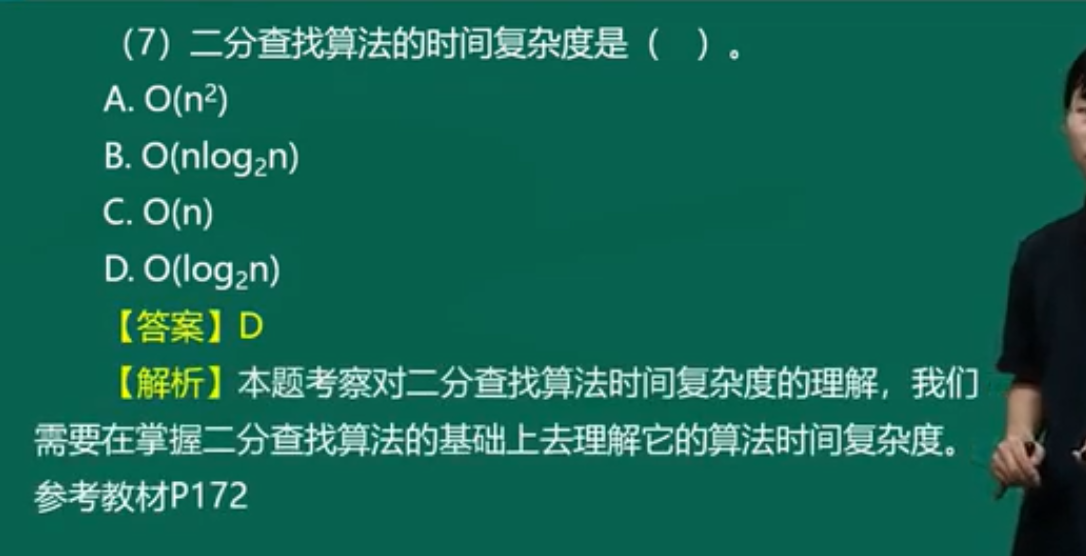 （7）二分查找算法的时间复杂度是（　）。
A. O(n²)
B. O(nlog₂n)
C. O(n)
D. O(log₂n)
【答案】D
【解析】本题考察对二分查找算法时间复杂度的理解，我们
需要在掌握二分查找算法的基础上去理解它的算法时间复杂度。
参考教材P172